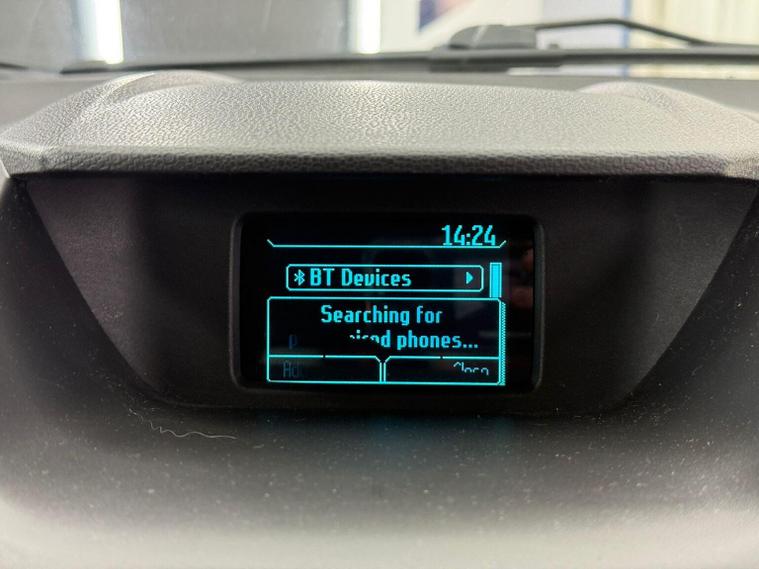 14:24
BT Devices
Searching for
phones...